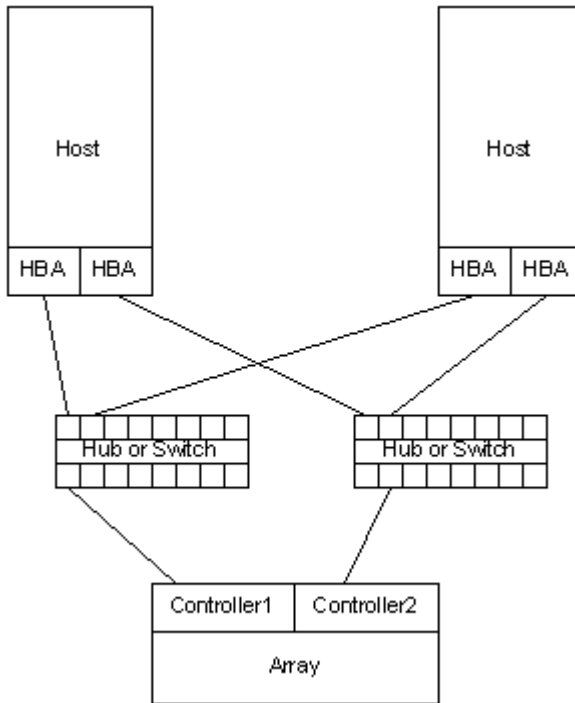 Host
Host
HBA HBA
HBA HBA
Hub or Switch
Hub or Switch
Controller1 Controller2
Array